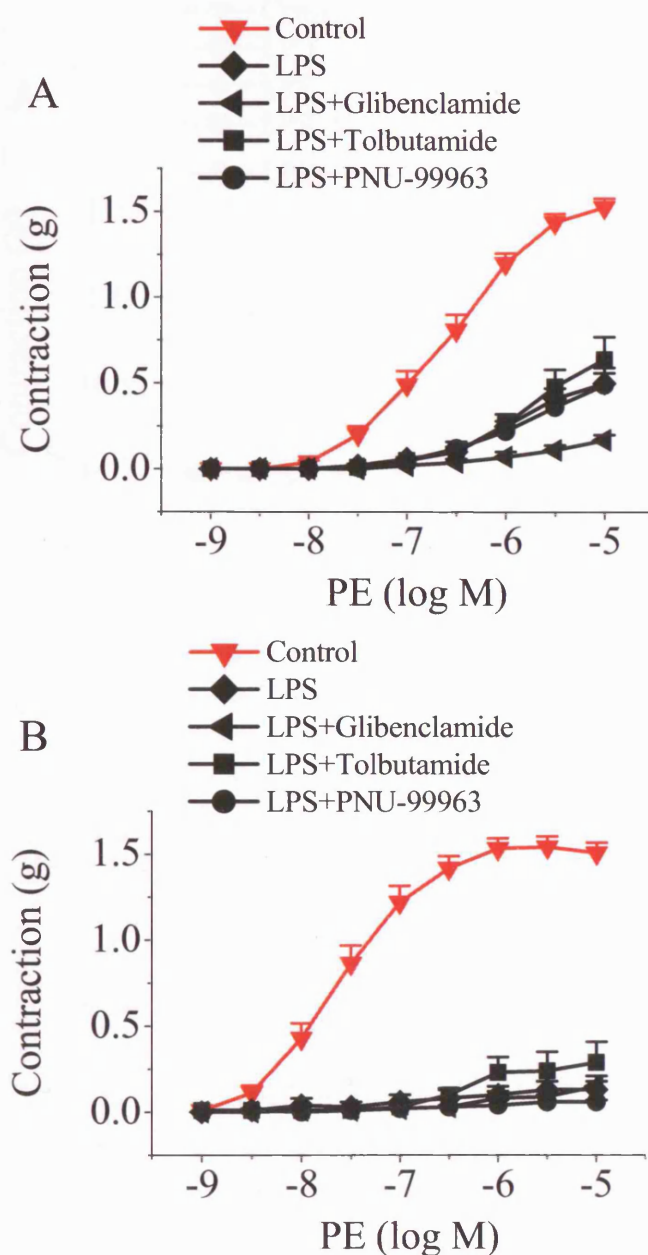 Control
LPS
LPS+Glibenclamide
LPS+Tolbutamide
LPS+PNU-99963
A
Contraction (g)
1.5
1.0
0.5
0.0
-9 -8 -7 -6 -5
PE (log M)
Control
LPS
LPS+Glibenclamide
LPS+Tolbutamide
LPS+PNU-99963
B
Contraction (g)
1.5
1.0
0.5
0.0
-9 -8 -7 -6 -5
PE (log M)